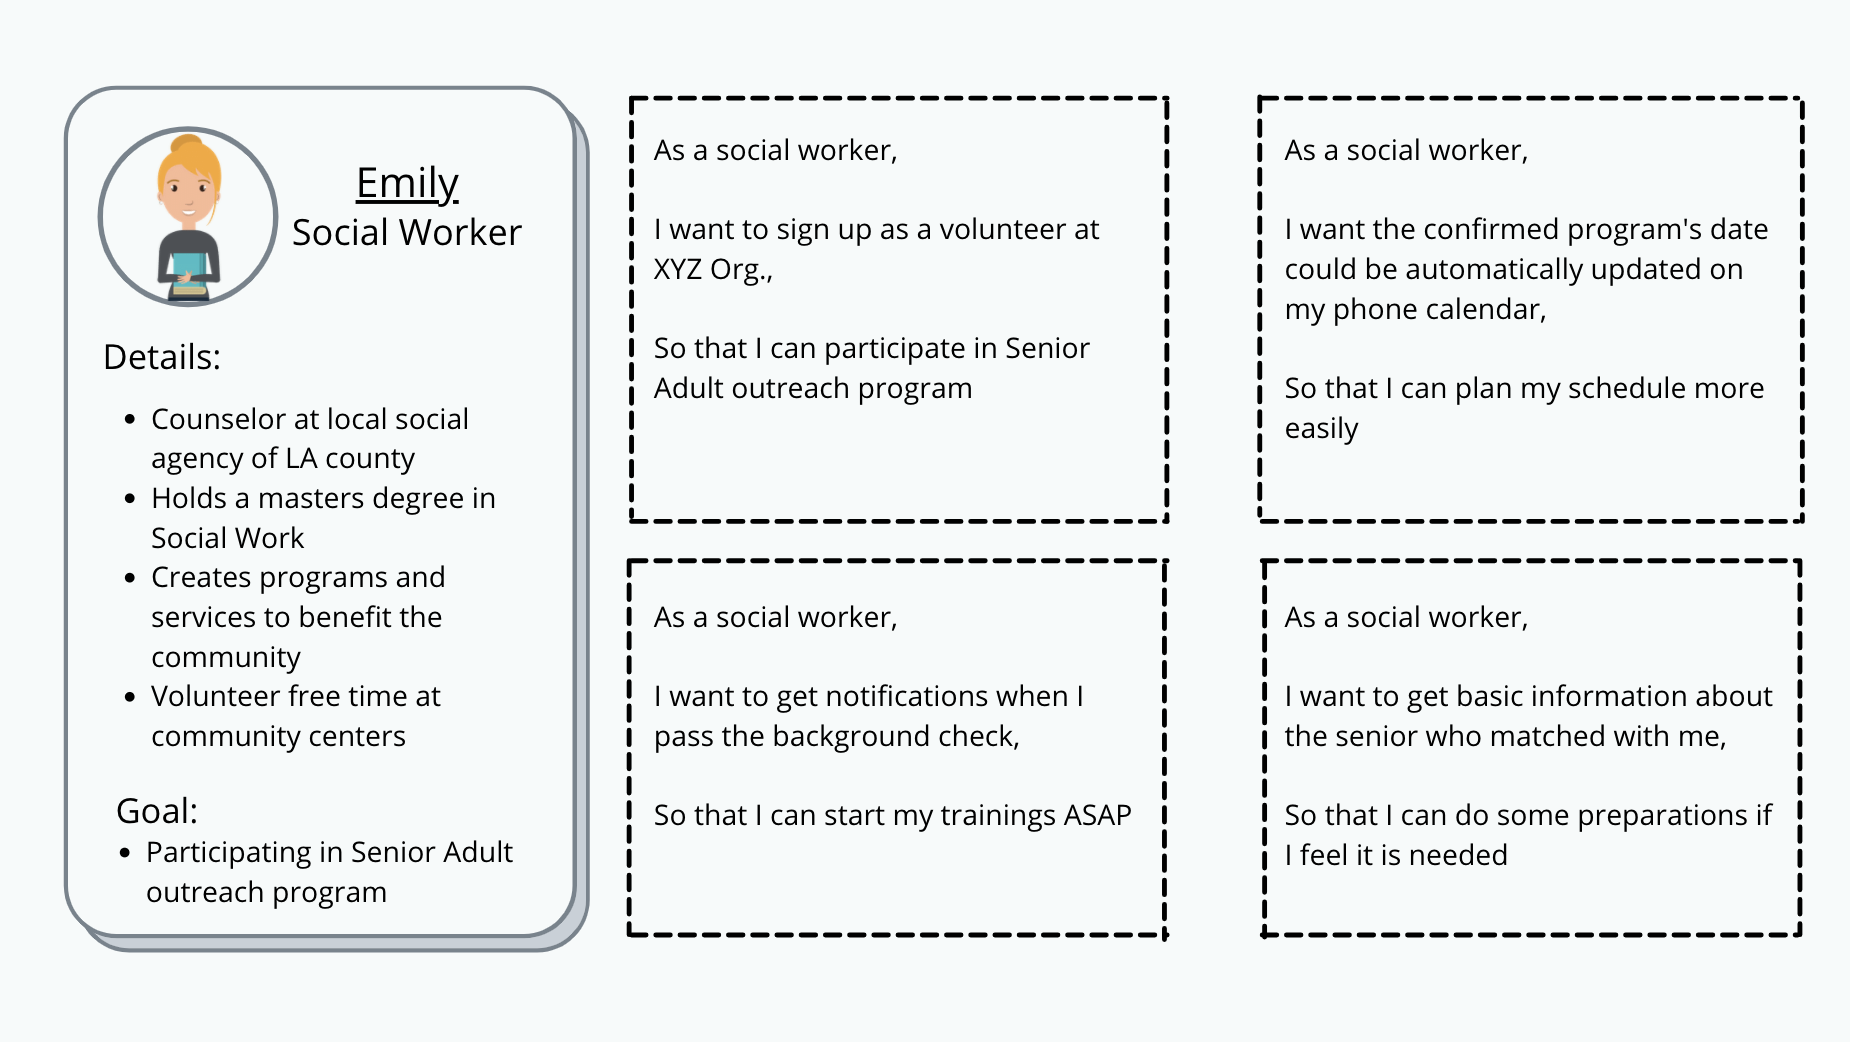 Emily
Social Worker
Details:
• Counselor at local social
agency of LA county
• Holds a masters degree in
Social Work
• Creates programs and
services to benefit the
community
• Volunteer free time at
community centers
Goal:
• Participating in Senior Adult
outreach program
As a social worker,
I want to sign up as a volunteer at
XYZ Org.,
So that I can participate in Senior
Adult outreach program
As a social worker,
I want the confirmed program's date
could be automatically updated on
my phone calendar,
So that I can plan my schedule more
easily
As a social worker,
I want to get notifications when I
pass the background check,
So that I can start my trainings ASAP
As a social worker,
I want to get basic information about
the senior who matched with me,
So that I can do some preparations if
I feel it is needed